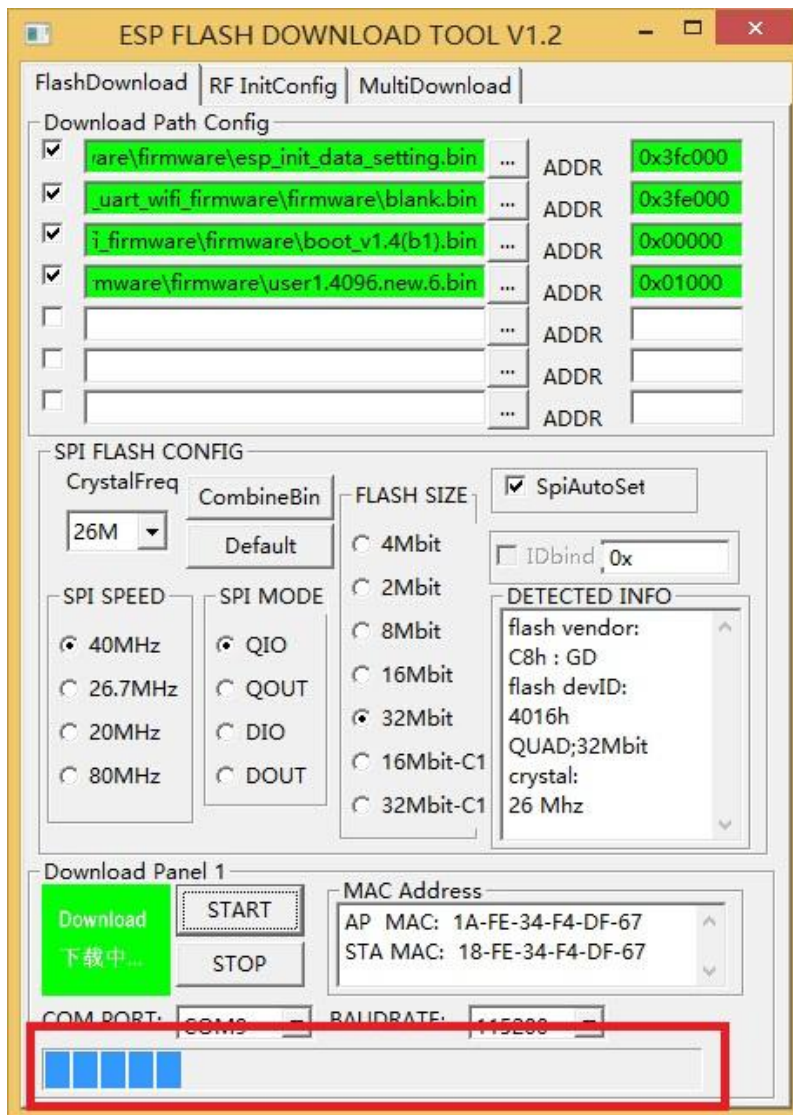 ESP FLASH DOWNLOAD TOOL V1.2
FlashDownload RF InitConfig MultiDownload
Download Path Config
are\firmware\esp_init_data_setting.bin ... ADDR 0x3fc000
_uart_wifi_firmware\firmware\blank.bin ... ADDR 0x3fe000
i_firmware\firmware\boot_v1.4(b1).bin ... ADDR 0x00000
mware\firmware\user1.4096.new.6.bin ... ADDR 0x01000
... ADDR
... ADDR
... ADDR
SPI FLASH CONFIG
CrystalFreq
26M
CombineBin
Default
SPI SPEED
40MHz
26.7MHz
20MHz
80MHz
SPI MODE
QIO
QOUT
DIO
DOUT
FLASH SIZE
4Mbit
2Mbit
8Mbit
16Mbit
32Mbit
16Mbit-C1
32Mbit-C1
SpiAutoSet
IDbind 0x
DETECTED INFO
flash vendor:
C8h : GD
flash devID:
4016h
QUAD;32Mbit
crystal:
26 Mhz
Download Panel 1
Download
下载中...
START
STOP
MAC Address
AP MAC: 1A-FE-34-F4-DF-67
STA MAC: 18-FE-34-F4-DF-67
COM PORT: BAUDRATE: 115200